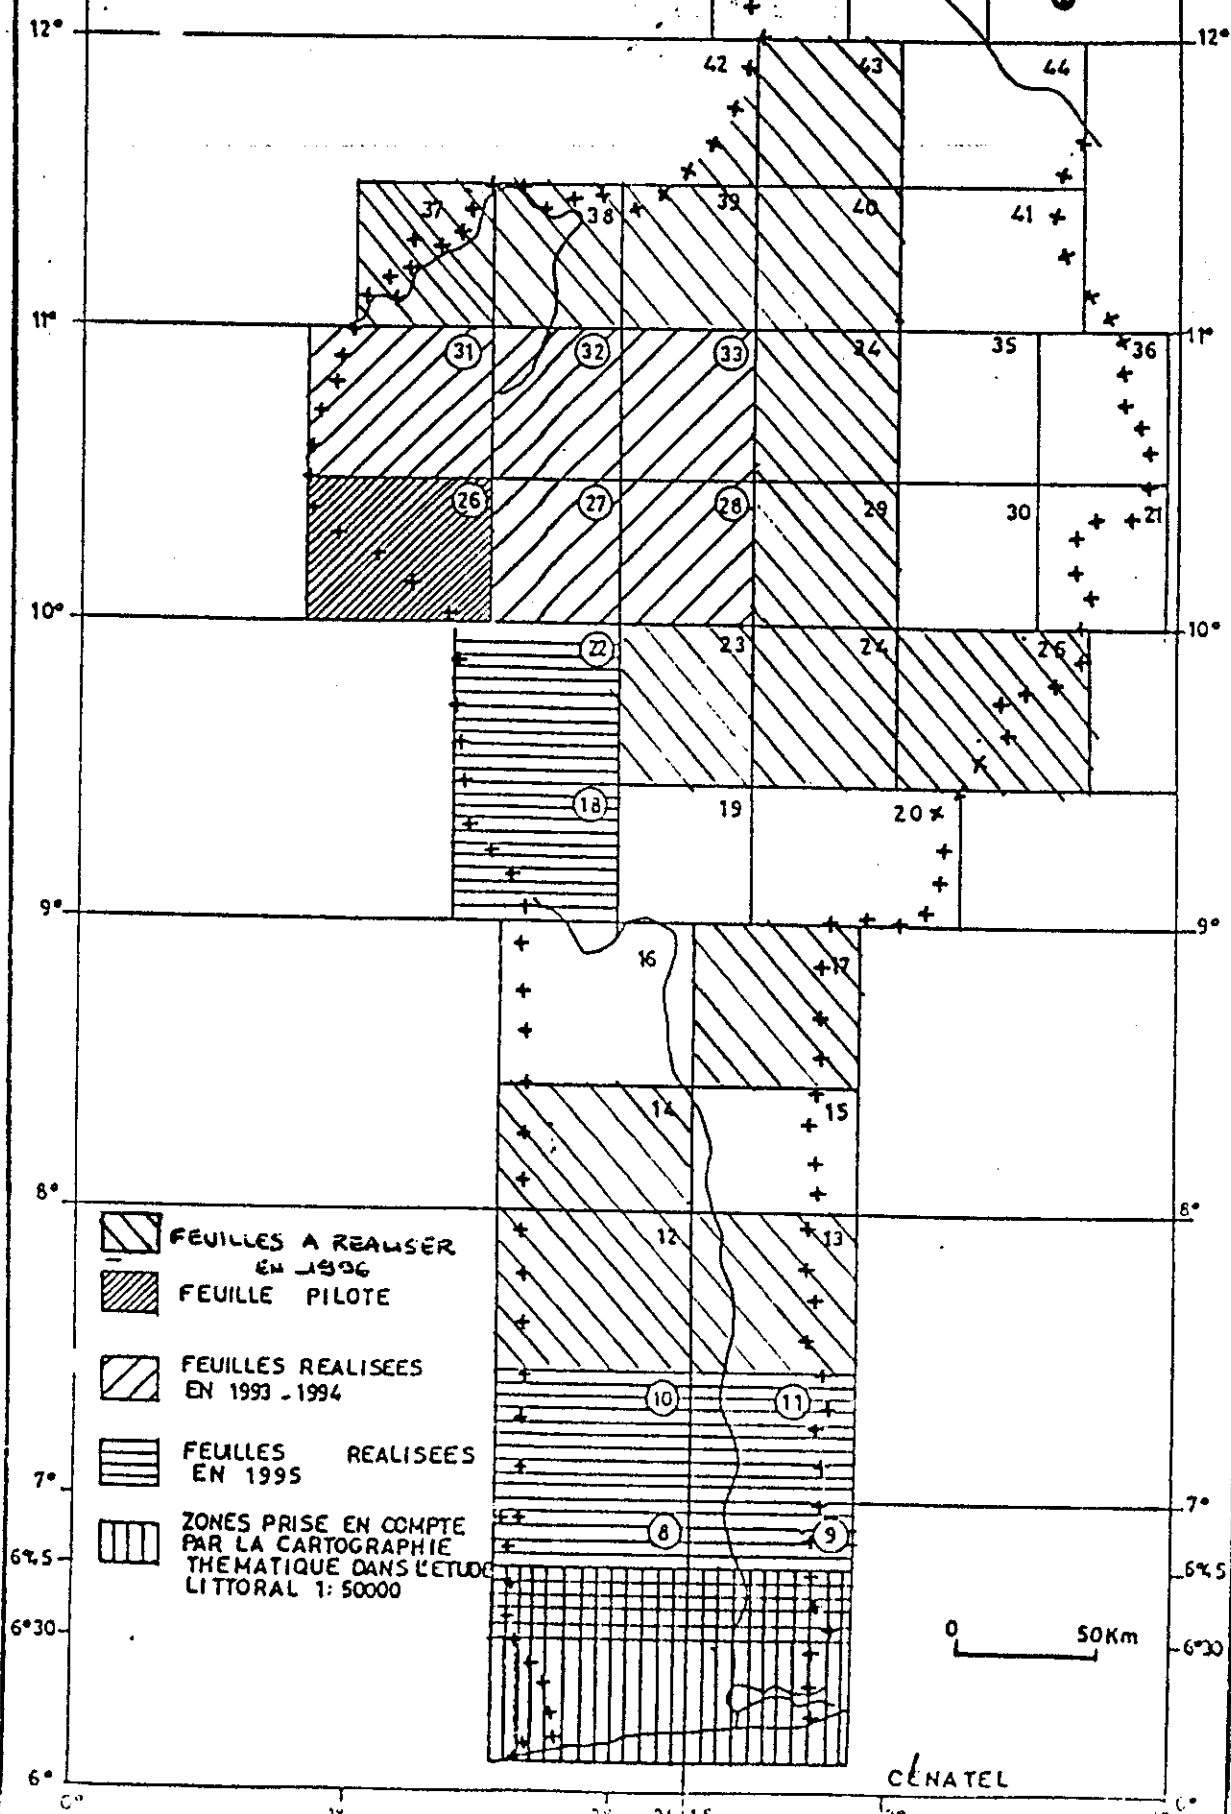 12° 12°
42 43 44
37 38 39 40 41
11° 11°
31 32 33 34 35 36
26 27 28 29 30 21
10° 10°
22 23 24 25
18 19 20
9° 9°
16 17
14 15
8° 8°
12 13
FEUILLES A REALISER
EN 1996
FEUILLE PILOTE
FEUILLES REALISEES
EN 1993 - 1994
10 11
FEUILLES REALISEES
EN 1995
7° 7°
8 9
ZONES PRISE EN COMPTE
PAR LA CARTOGRAPHIE
THEMATIQUE DANS L'ETUDE
LITTORAL 1: 50000
6°30 6°30
0 50Km
CENATEL
6°
0°